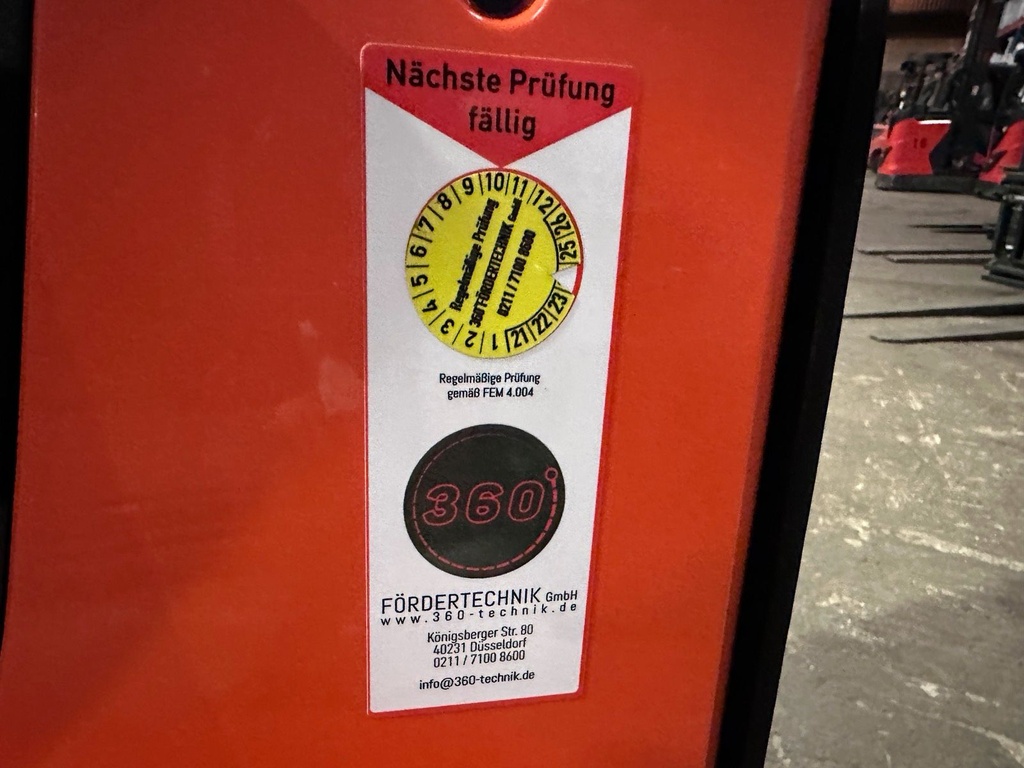 Nächste Prüfung
fällig
1 2 3 4 5 6 7 8 9 10 11 12
21 22 23 25 26
Regelmäßige Prüfung
360°FÖRDERTECHNIK GmbH
0211 / 7100 8600
Regelmäßige Prüfung
gemäß FEM 4.004
360°
FÖRDERTECHNIK GmbH
www.360-technik.de
Königsberger Str. 80
40231 Düsseldorf
0211 / 7100 8600
info@360-technik.de
16